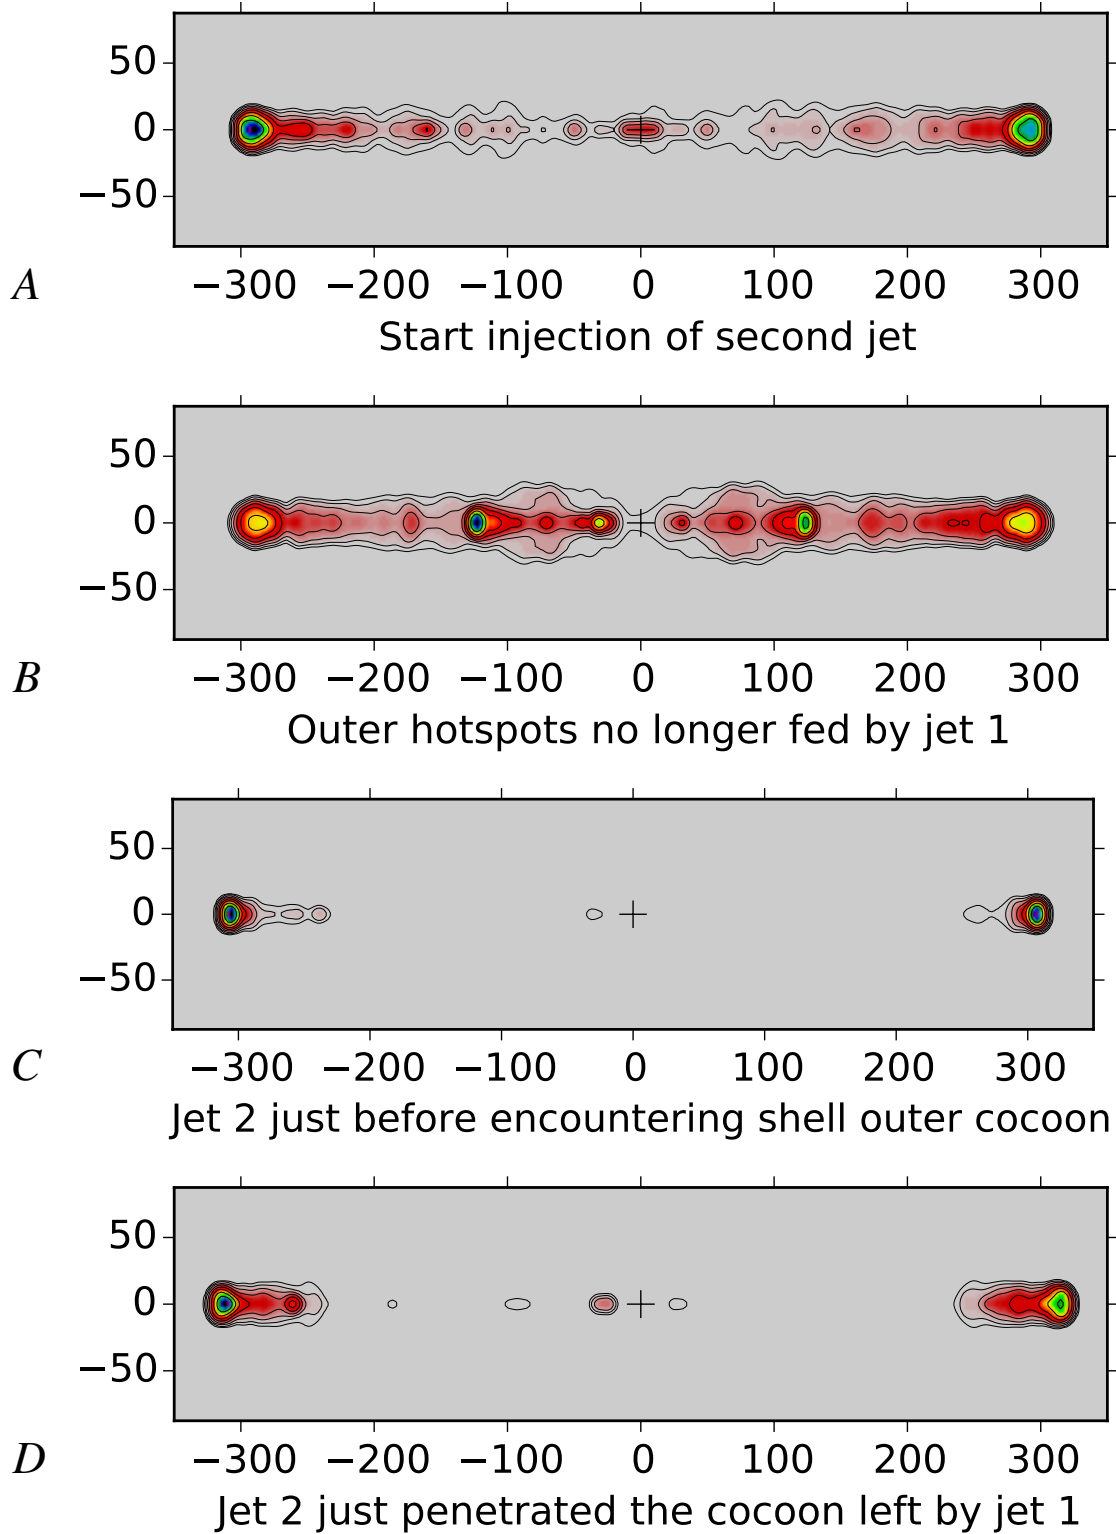 50
0
−50
A
−300 −200 −100 0 100 200 300
Start injection of second jet
50
0
−50
B
−300 −200 −100 0 100 200 300
Outer hotspots no longer fed by jet 1
50
0
−50
C
−300 −200 −100 0 100 200 300
Jet 2 just before encountering shell outer cocoon
50
0
−50
D
−300 −200 −100 0 100 200 300
Jet 2 just penetrated the cocoon left by jet 1